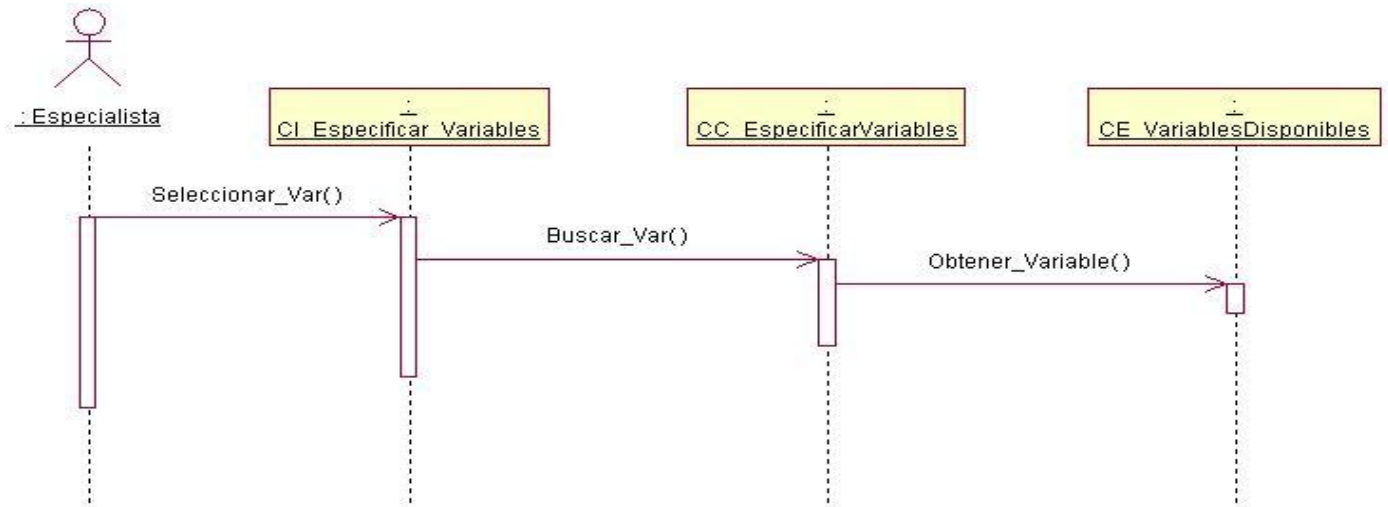 : Especialista
:
CI_Especificar_Variables
:
CC_EspecificarVariables
:
CE_VariablesDisponibles
Seleccionar_Var()
Buscar_Var()
Obtener_Variable()